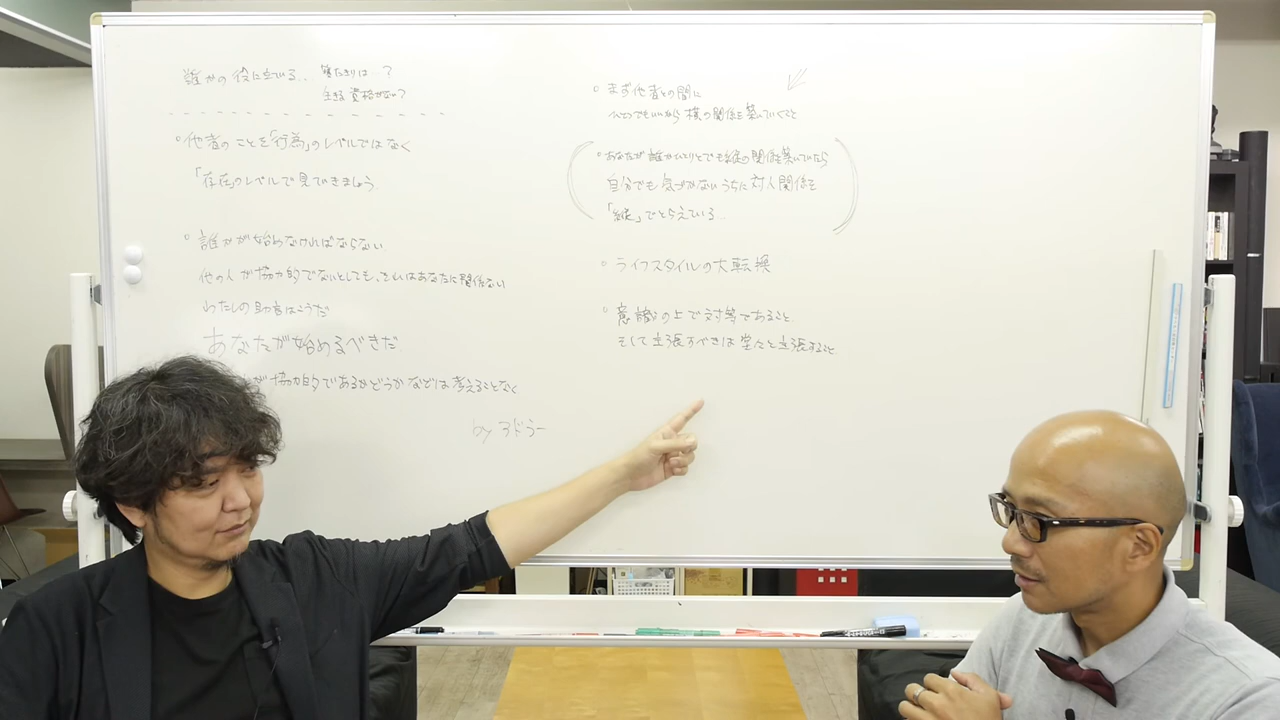 誰かの役に立ている… 寝たきりは…?
生きる資格がない?
○他者のことを「行為」のレベルではなく
「存在」のレベルで見ていきましょう.
○ 誰かが始めなければならない.
他の人が協力的でないとしても、それはあなたに関係ない
わたしの助言はこうだ
あなたが始めるべきだ
が協力的であるかどうかなどは考えることなく
by アドラー
○ まず他者との間に
ひとつでもいいから 横の関係を築いていくこと
○あなたが誰かひとりとでも縦の関係を築いていたら
自分でも気づかないうちに対人関係を
「縦」でとらえている..
○ ライフスタイルの大転換
○ 意識の上で対等であること.
そして主張すべきは堂々と主張すること